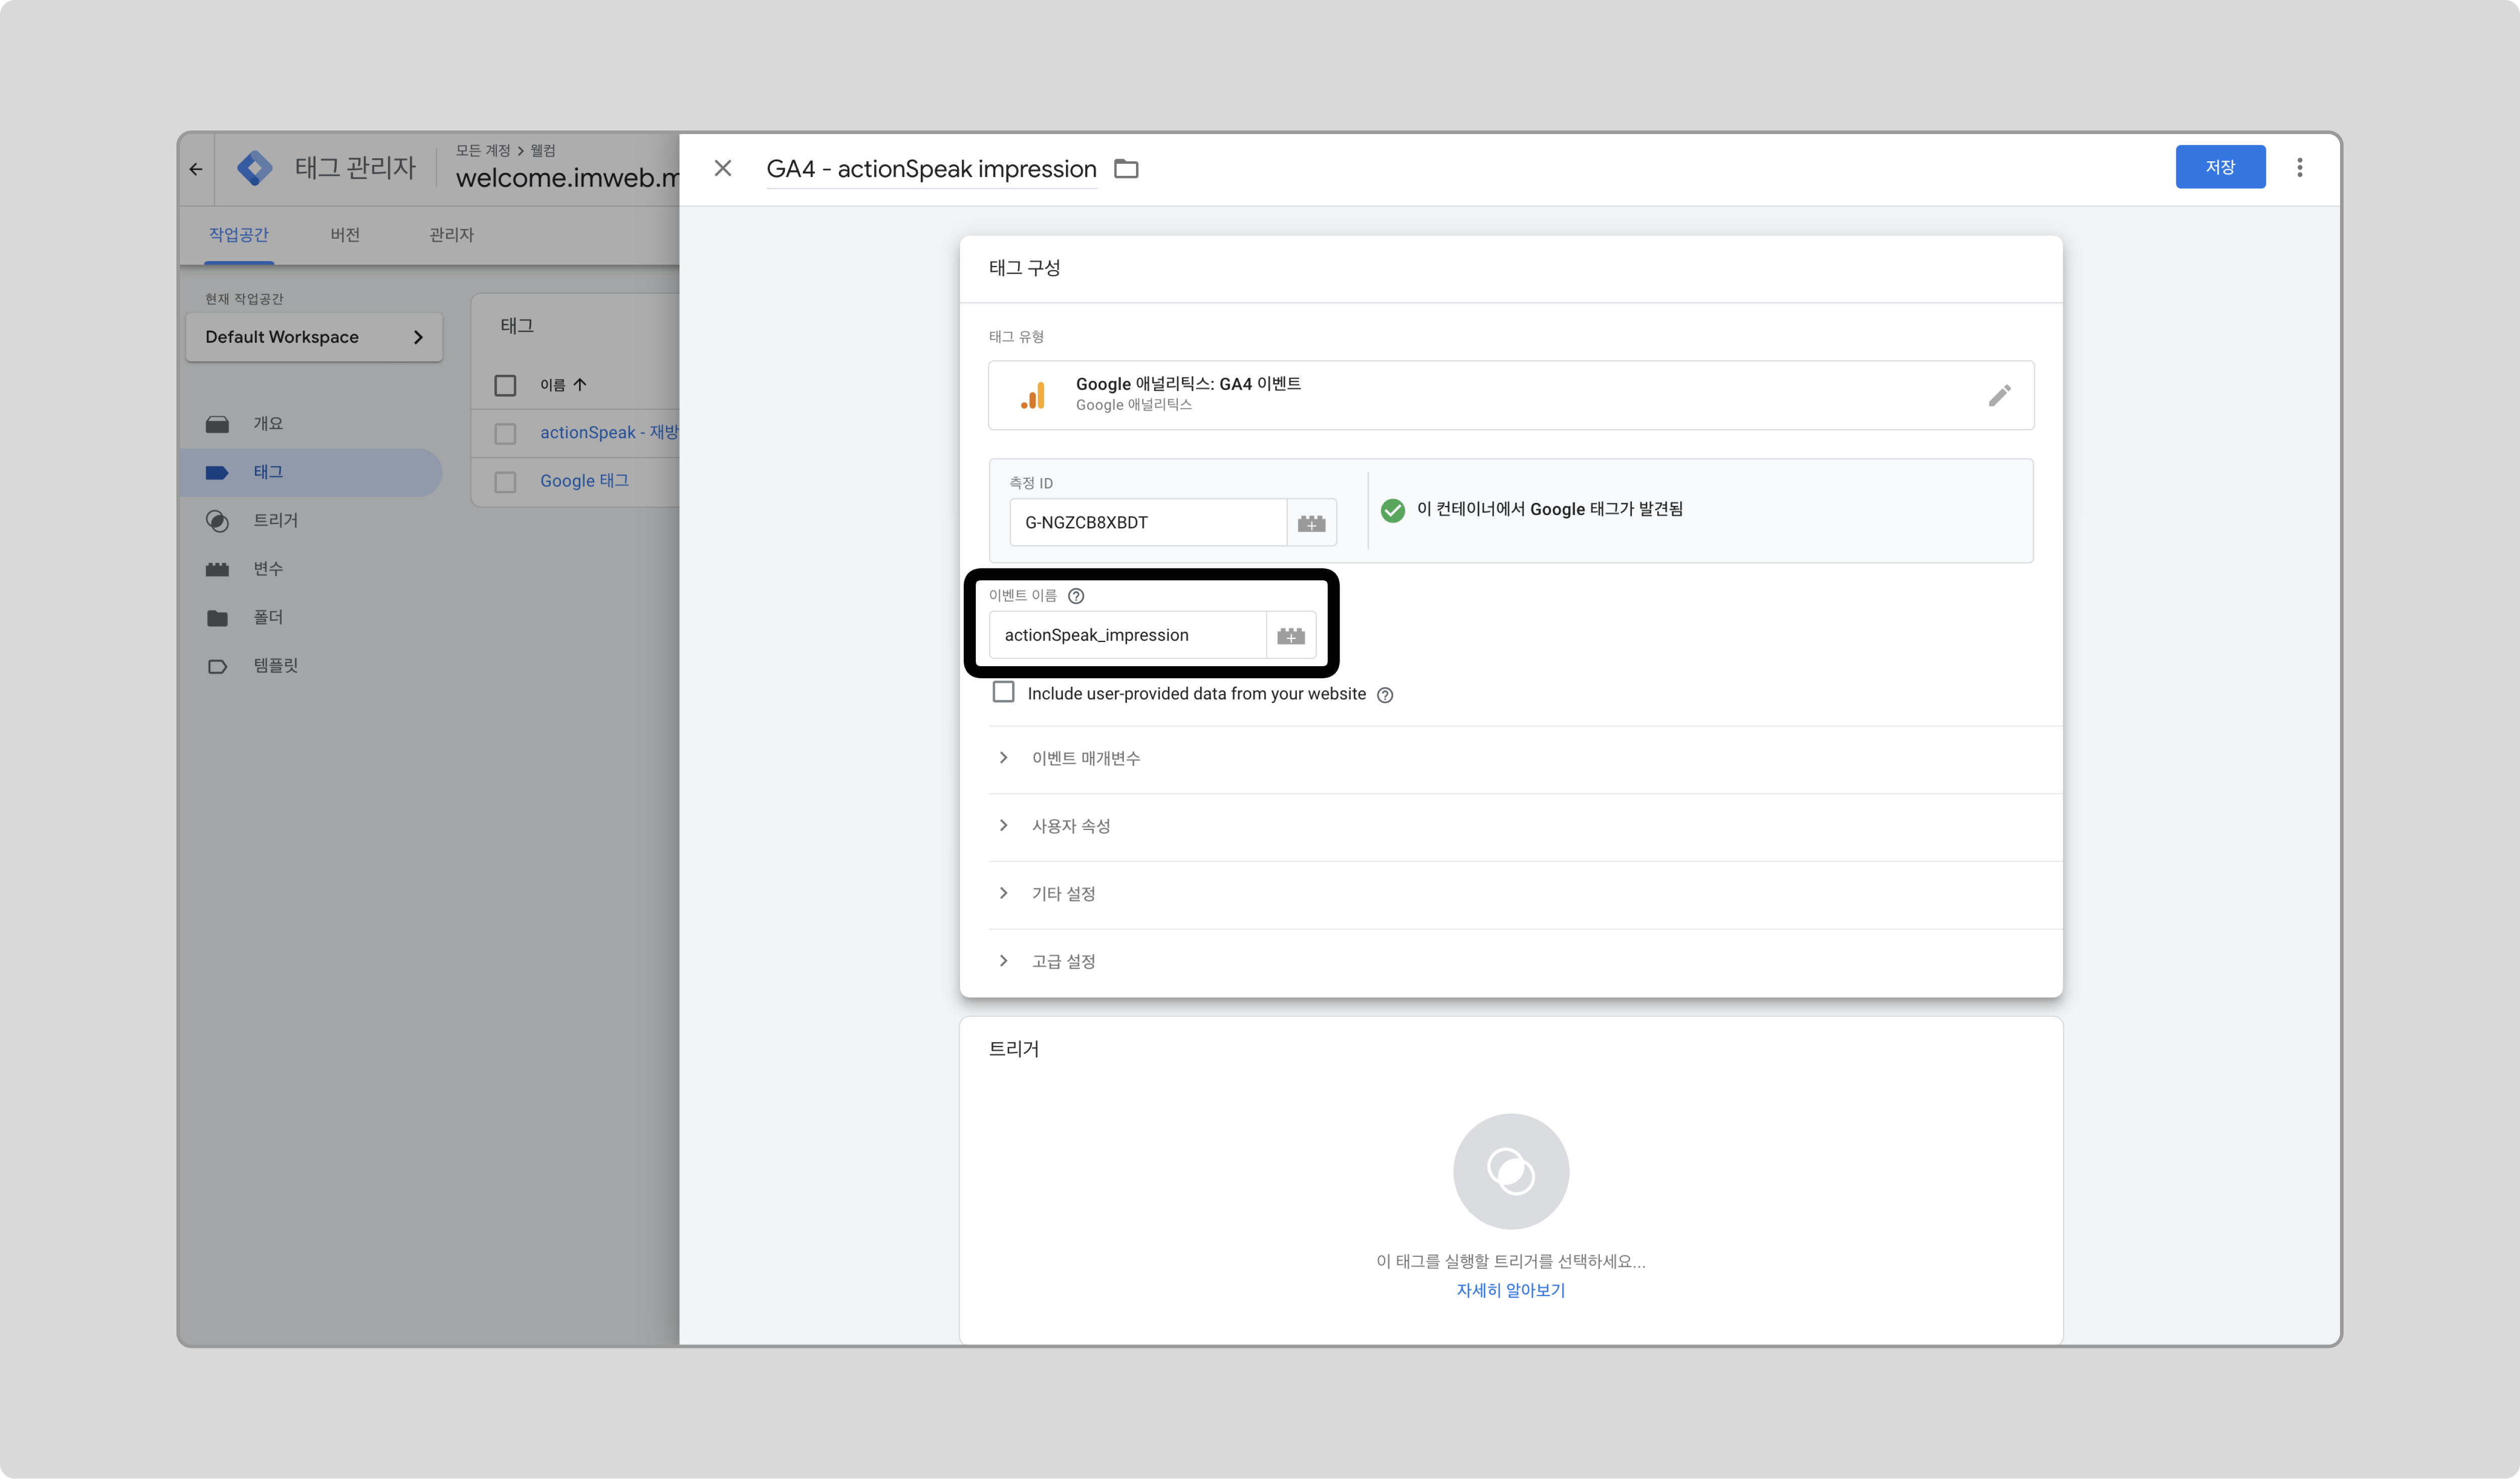 태그 관리자
모든 계정 > 웰컴
welcome.imweb.m
GA4 - actionSpeak impression
저장
작업공간
버전
관리자
현재 작업공간
Default Workspace
개요
태그
트리거
변수
폴더
템플릿
태그
이름
actionSpeak - 재방
Google 태그
태그 구성
태그 유형
Google 애널리틱스: GA4 이벤트
Google 애널리틱스
측정 ID
G-NGZCB8XBDT
이 컨테이너에서 Google 태그가 발견됨
이벤트 이름
actionSpeak_impression
Include user-provided data from your website
이벤트 매개변수
사용자 속성
기타 설정
고급 설정
트리거
이 태그를 실행할 트리거를 선택하세요...
자세히 알아보기